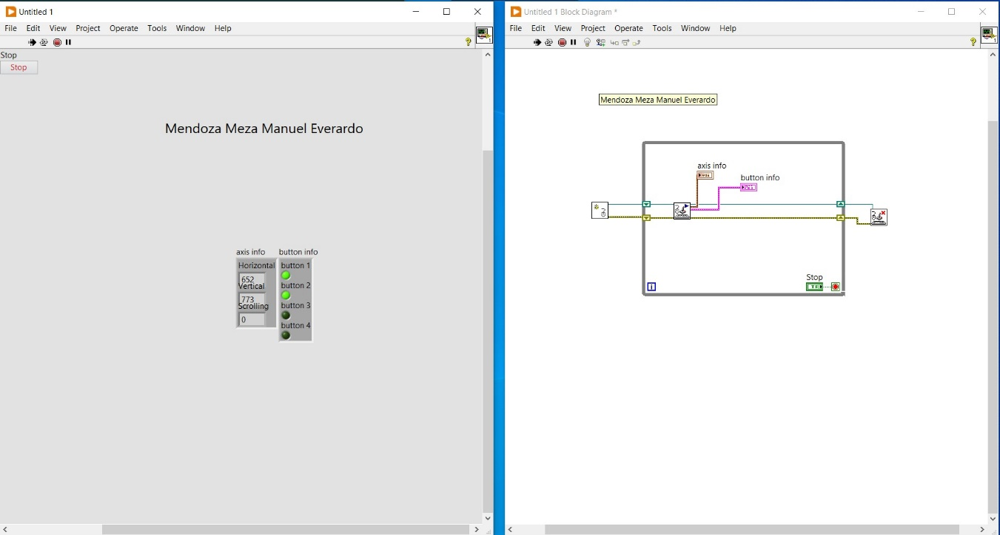 Untitled 1
File Edit View Project Operate Tools Window Help
Stop
Stop
Mendoza Meza Manuel Everardo
axis info
Horizontal
652
Vertical
773
Scrolling
0
button info
button 1
button 2
button 3
button 4
Untitled 1 Block Diagram *
File Edit View Project Operate Tools Window Help
Mendoza Meza Manuel Everardo
axis info
button info
Stop
TF
i